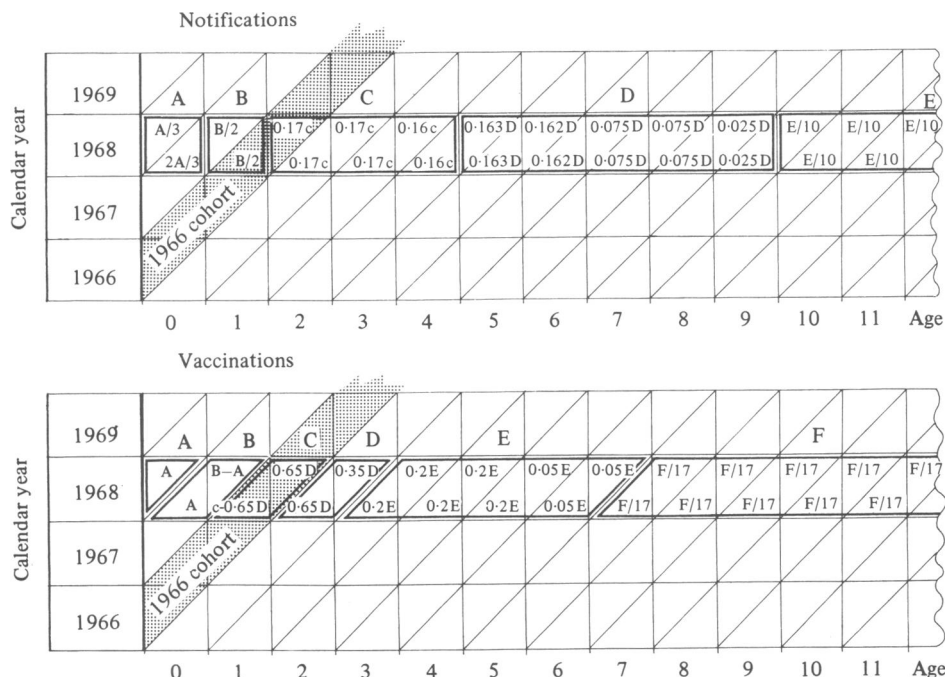 Notifications
Calendar year
1969 A B C D E
1968 A/3 B/2 0·17c 0·17c 0·16c 0·163D 0·162D 0·075D 0·075D 0·025D E/10 E/10 E/10
2A/3 B/2 0·17c 0·17c 0·16c 0·163D 0·162D 0·075D 0·075D 0·025D E/10 E/10
1967
1966
1966 cohort
0 1 2 3 4 5 6 7 8 9 10 11 Age
Vaccinations
Calendar year
1969 A B C D E F
1968 A B–A 0·65D 0·35D 0·2E 0·2E 0·05E 0·05E F/17 F/17 F/17 F/17 F/17
A c-0·65D 0·65D 0·2E 0·2E 0·2E 0·05E F/17 F/17 F/17 F/17 F/17
1967
1966
1966 cohort
0 1 2 3 4 5 6 7 8 9 10 11 Age